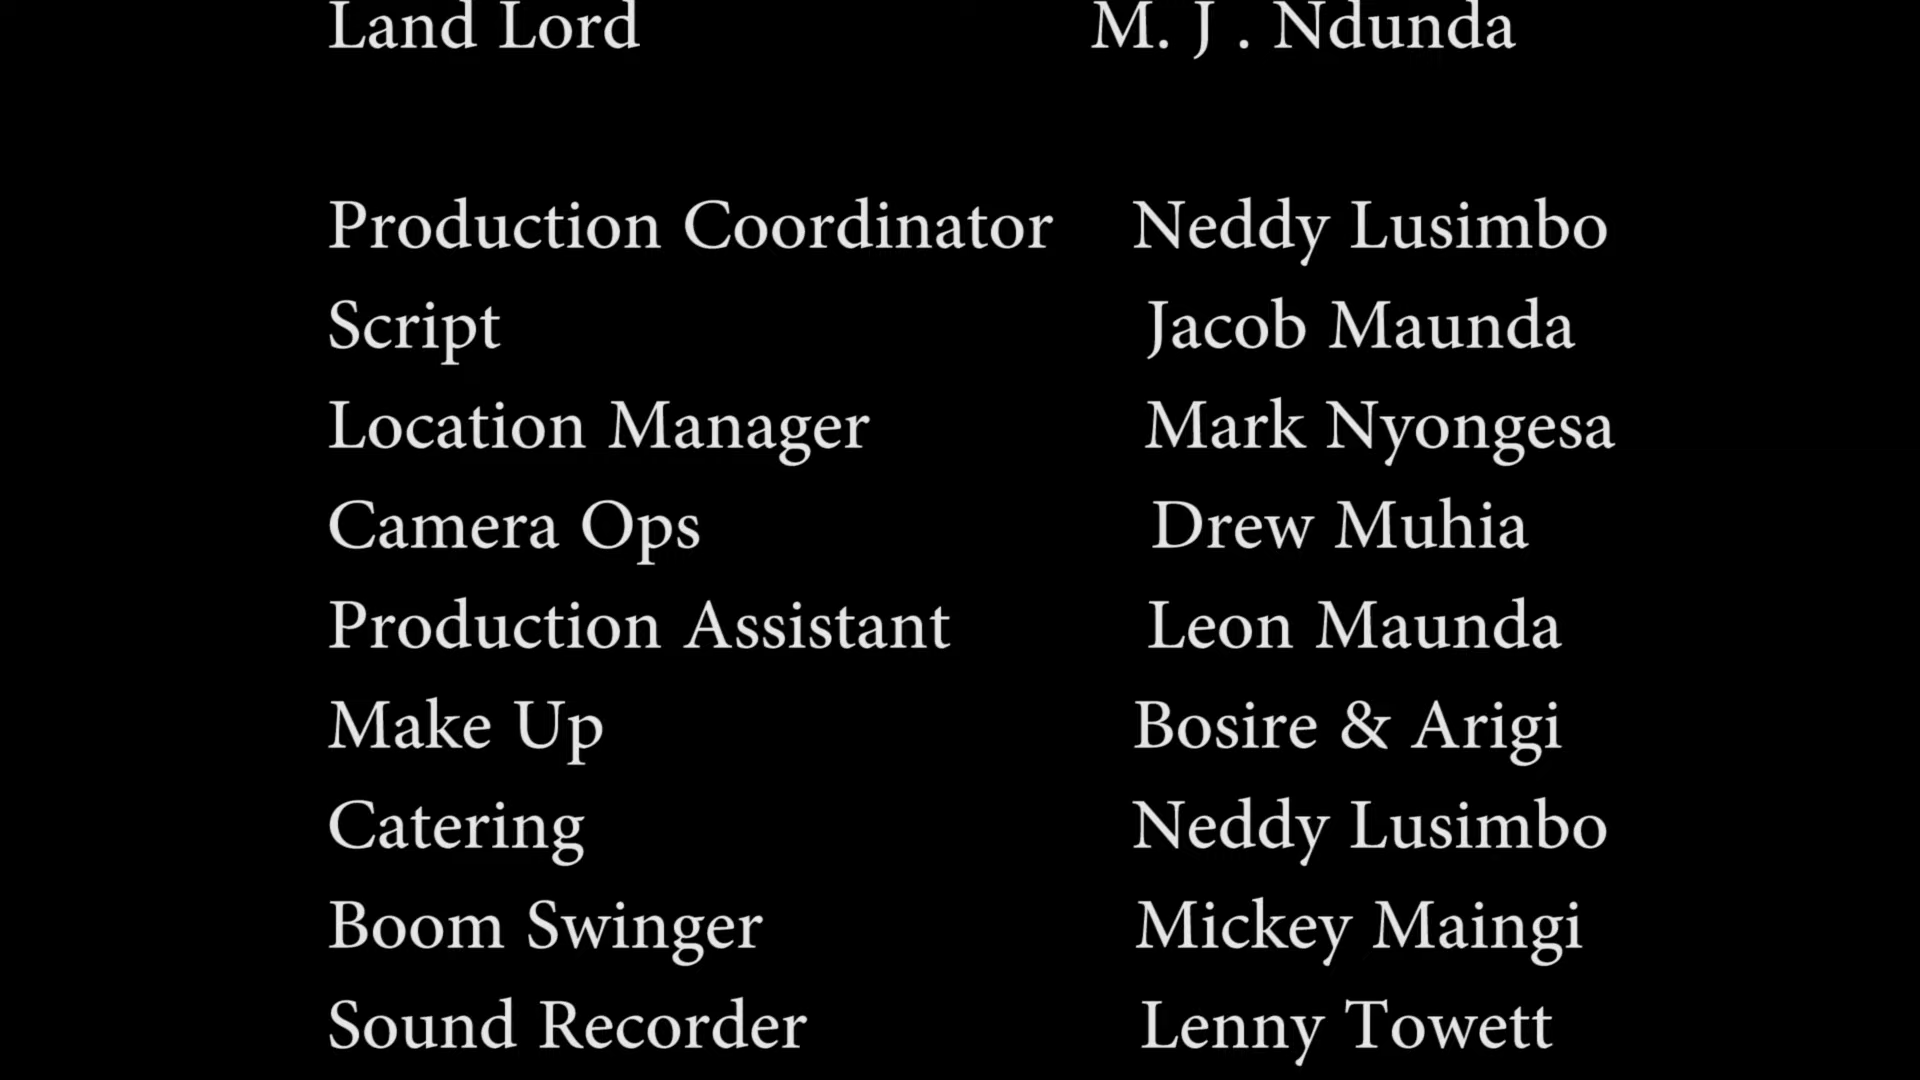 Land Lord M. J . Ndunda
Production Coordinator Neddy Lusimbo
Script Jacob Maunda
Location Manager Mark Nyongesa
Camera Ops Drew Muhia
Production Assistant Leon Maunda
Make Up Bosire & Arigi
Catering Neddy Lusimbo
Boom Swinger Mickey Maingi
Sound Recorder Lenny Towett